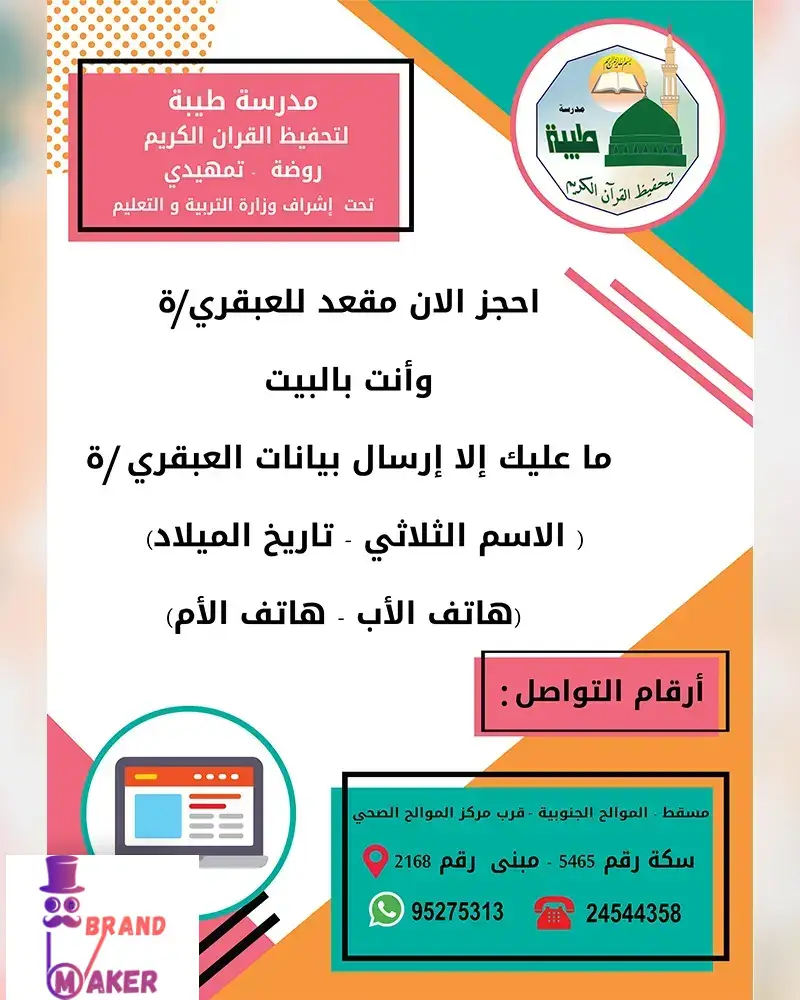 مدرسة طيبة
لتحفيظ القران الكريم
روضة - تمهيدي
تحت إشراف وزارة التربية و التعليم
مدرسة
طيبة
لتحفيظ القرآن الكريم
احجز الان مقعد للعبقري/ة
وأنت بالبيت
ما عليك إلا إرسال بيانات العبقري /ة
( الاسم الثلاثي - تاريخ الميلاد)
(هاتف الأب - هاتف الأم)
أرقام التواصل :
مسقط - الموالح الجنوبية - قرب مركز الموالح الصحي
سكة رقم 5465 - مبنى رقم 2168
24544358 95275313
BRAND
MAKER